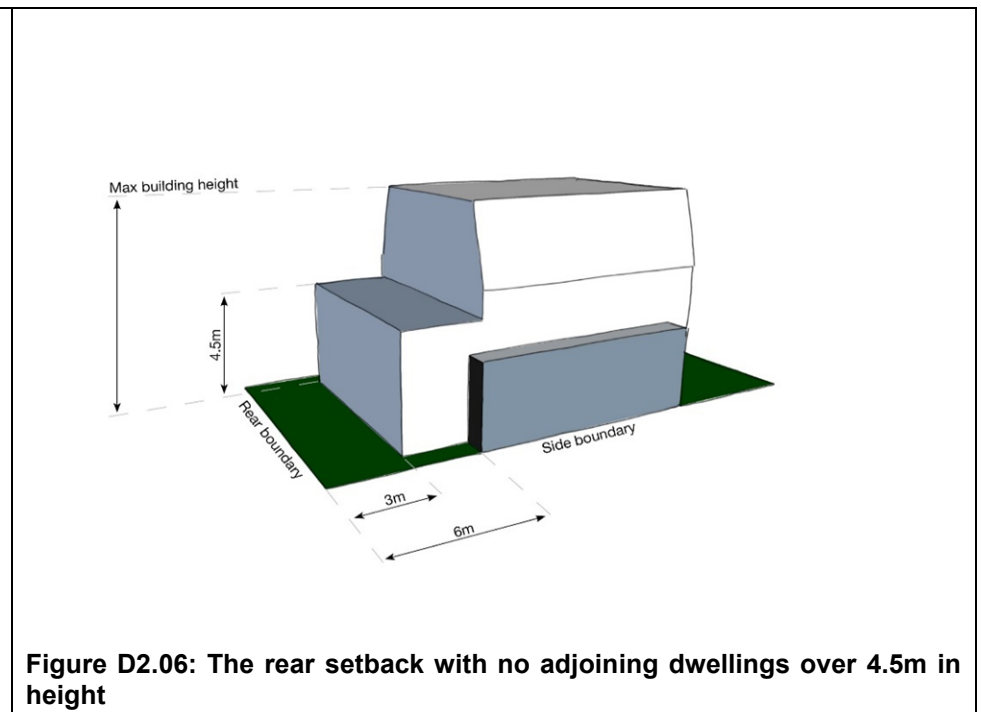 Max building height
4.5m
Rear boundary
Side boundary
3m
6m
Figure D2.06: The rear setback with no adjoining dwellings over 4.5m in
height